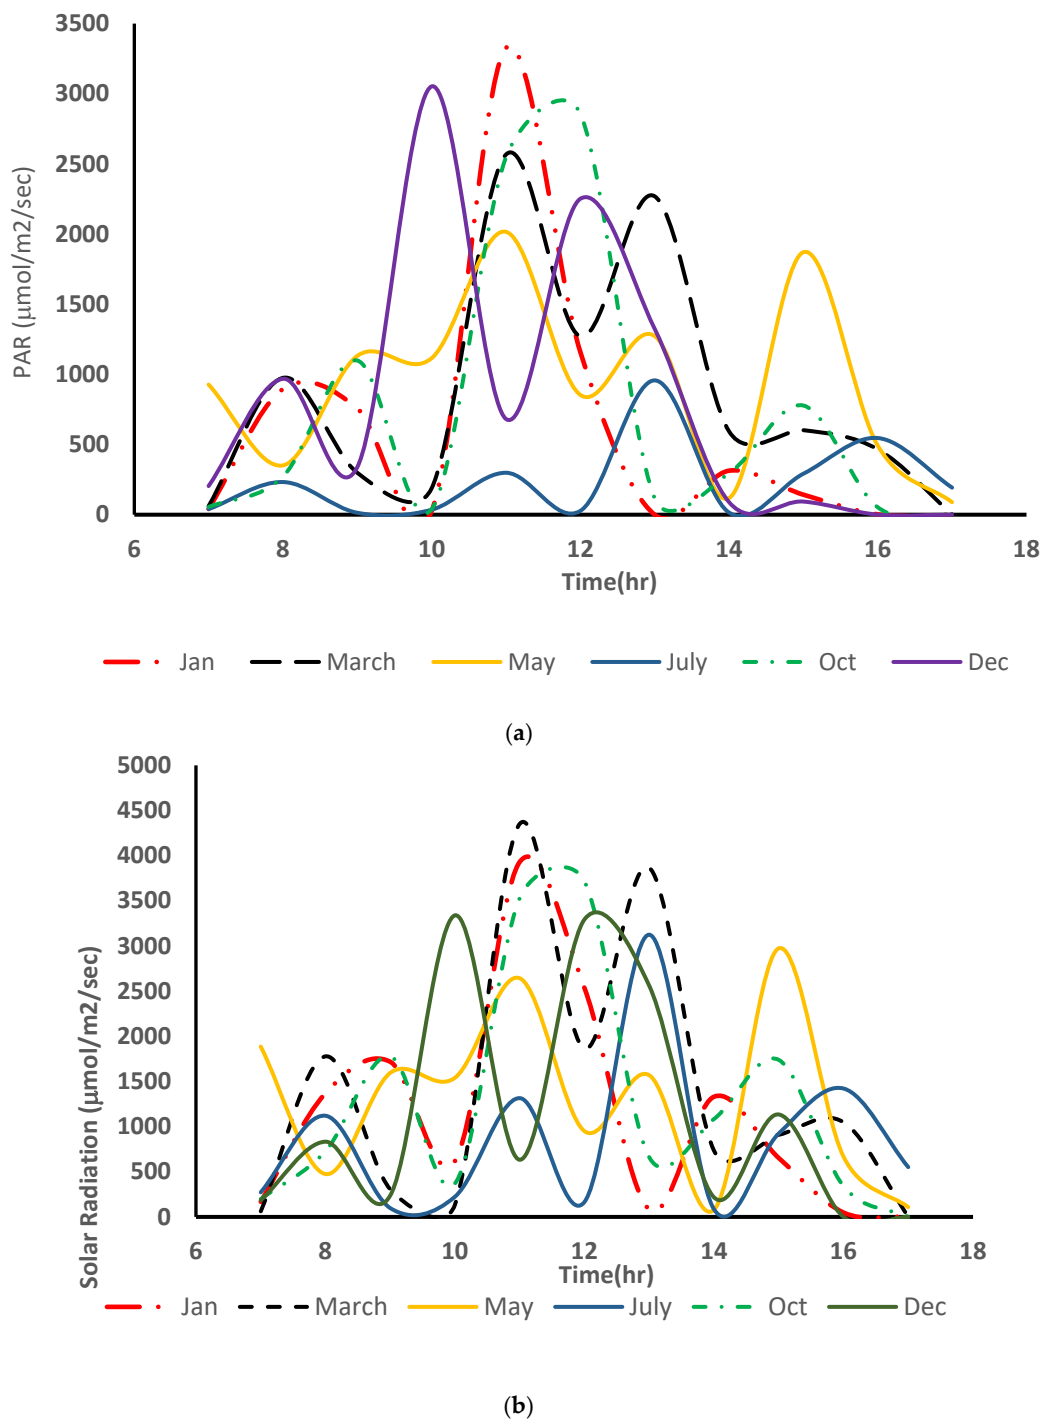 3500
3000
2500
2000
1500
1000
500
0
PAR (µmol/m2/sec)
6 8 10 12 14 16 18
Time(hr)
Jan March May July Oct Dec
(a)
5000
4500
4000
3500
3000
2500
2000
1500
1000
500
0
Solar Radiation (µmol/m2/sec)
6 8 10 12 14 16 18
Time(hr)
Jan March May July Oct Dec
(b)